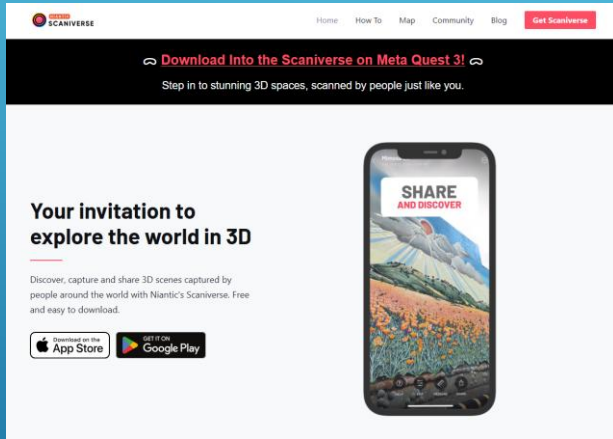 NIANTIC
SCANIVERSE
Home How To Map Community Blog Get Scaniverse
Download Into the Scaniverse on Meta Quest 3!
Step in to stunning 3D spaces, scanned by people just like you.
SHARE
AND DISCOVER
Your invitation to
explore the world in 3D
Discover, capture and share 3D scenes captured by
people around the world with Niantic's Scaniverse. Free
and easy to download.
Download on the
App Store
GET IT ON
Google Play